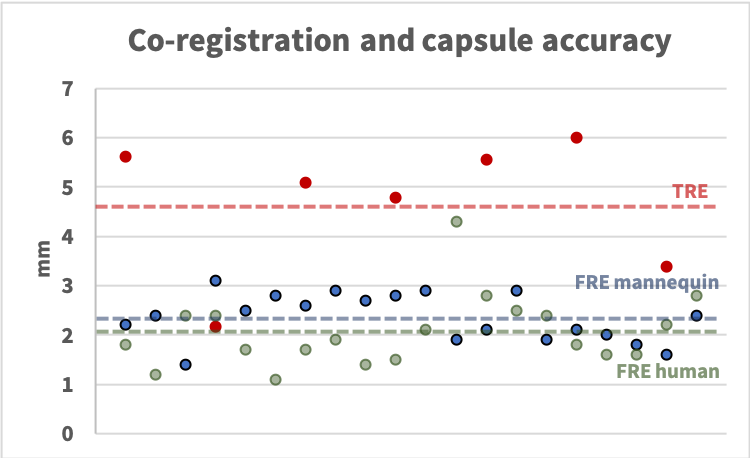 Co-registration and capsule accuracy
7
6
5
4
3
2
1
0
mm
TRE
FRE mannequin
FRE human